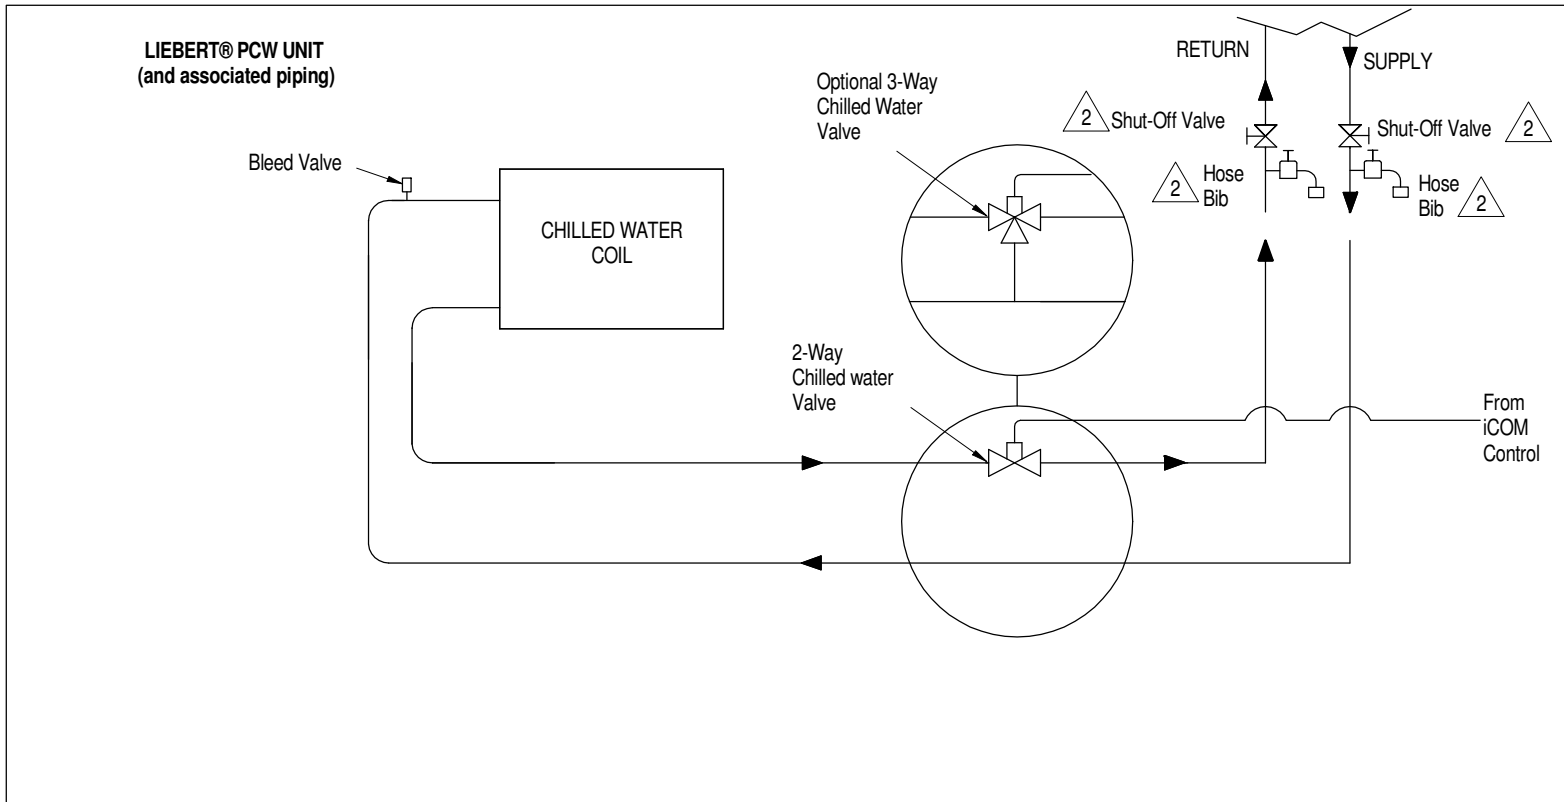 LIEBERT® PCW UNIT
(and associated piping)
RETURN
SUPPLY
Optional 3-Way
Chilled Water
Valve
2
Shut-Off Valve
Shut-Off Valve
2
Bleed Valve
2
Hose
Bib
Hose
Bib
2
CHILLED WATER
COIL
2-Way
Chilled water
Valve
From
iCOM
Control